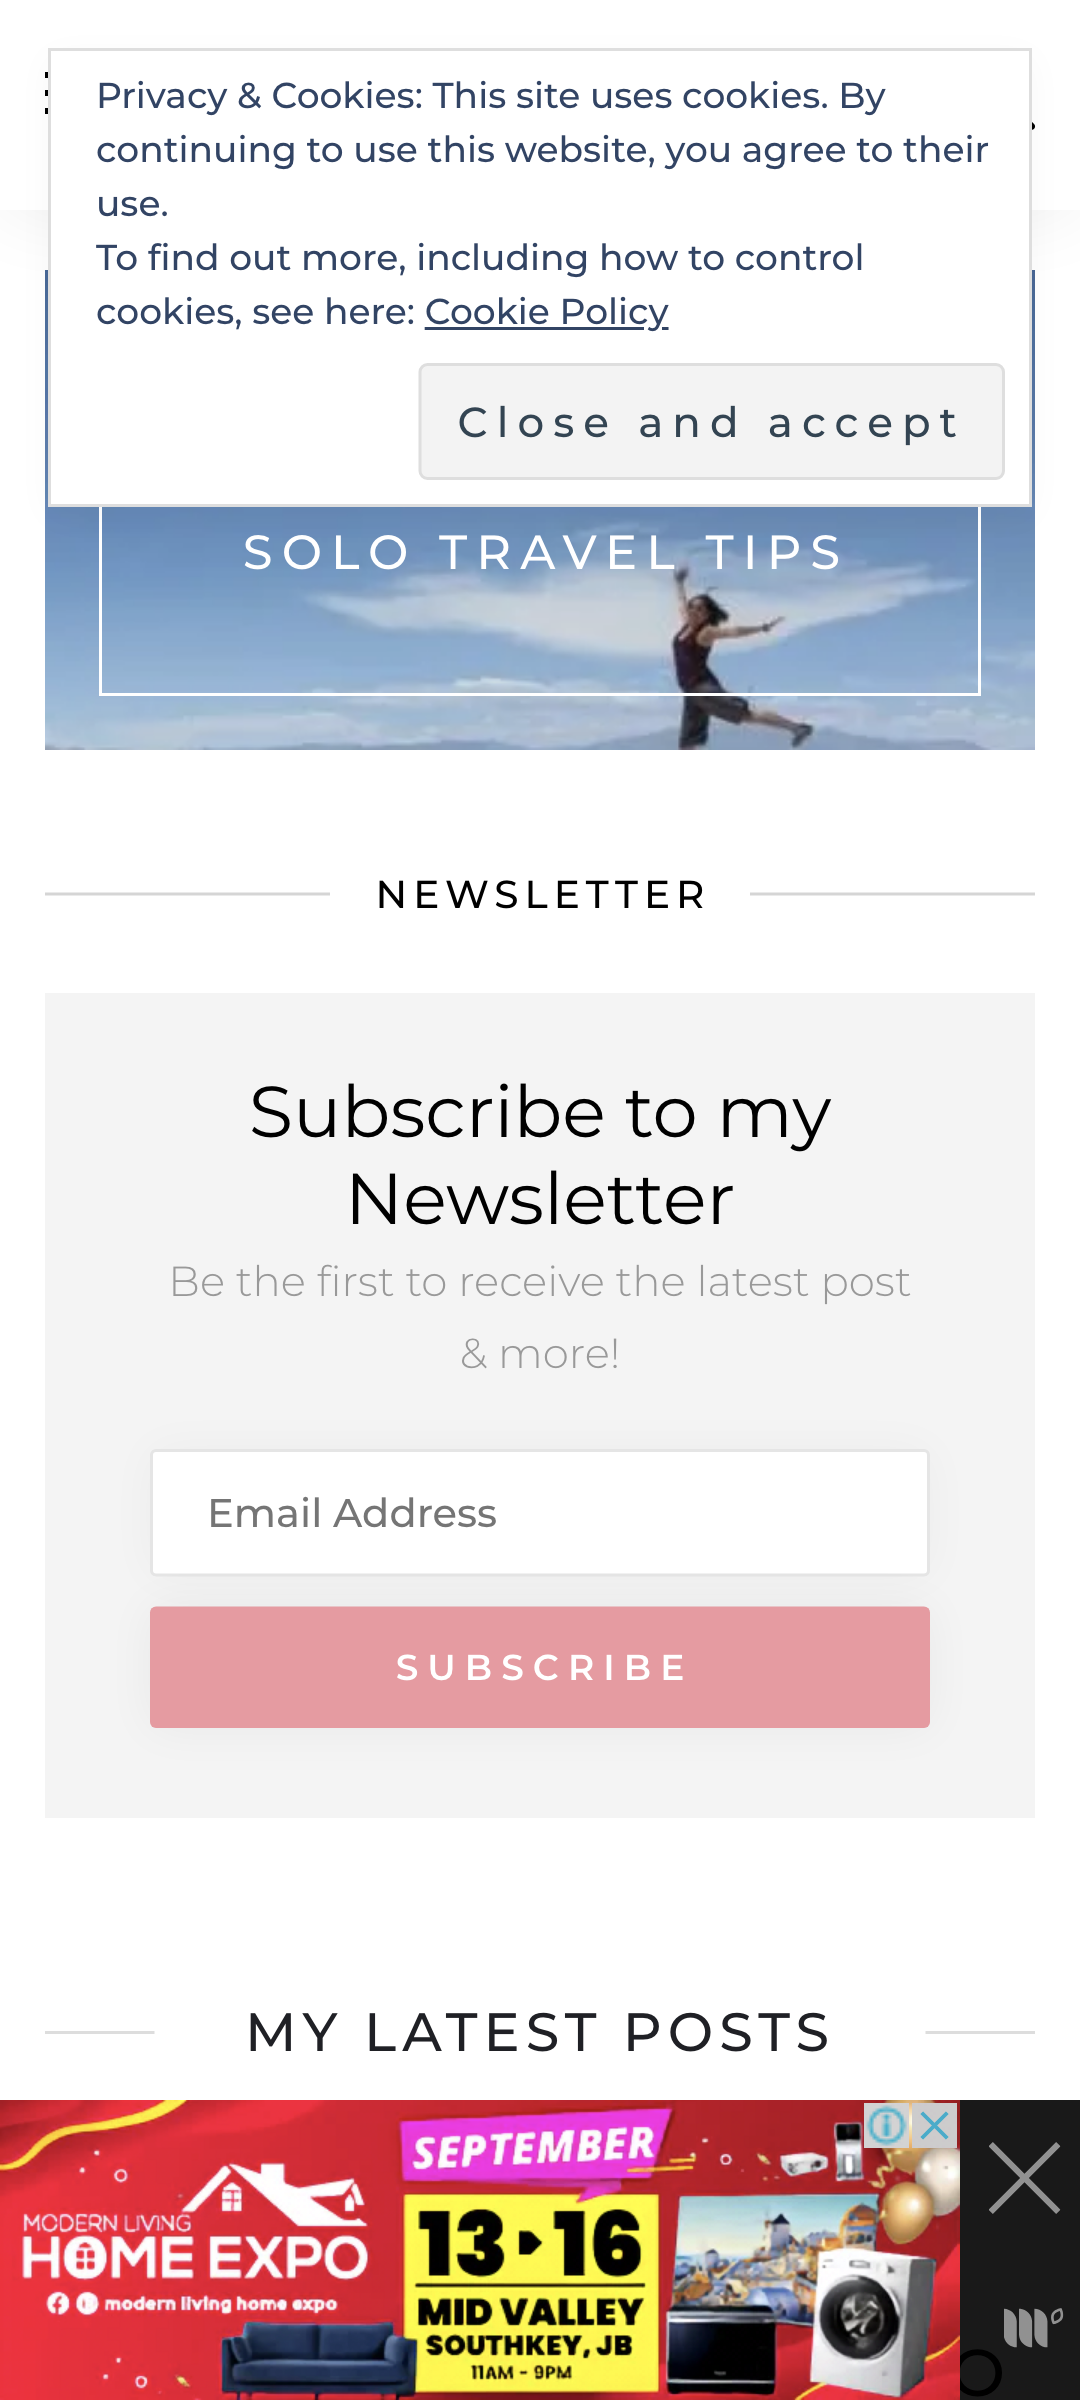 Privacy & Cookies: This site uses cookies. By
continuing to use this website, you agree to their
use.
To find out more, including how to control
cookies, see here: Cookie Policy
Close and accept
SOLO TRAVEL TIPS
NEWSLETTER
Subscribe to my
Newsletter
Be the first to receive the latest post
& more!
Email Address
SUBSCRIBE
MY LATEST POSTS
MODERN LIVING
HOME EXPO
modern living home expo
SEPTEMBER
13 ▸ 16
MID VALLEY
SOUTHKEY, JB
11AM - 9PM